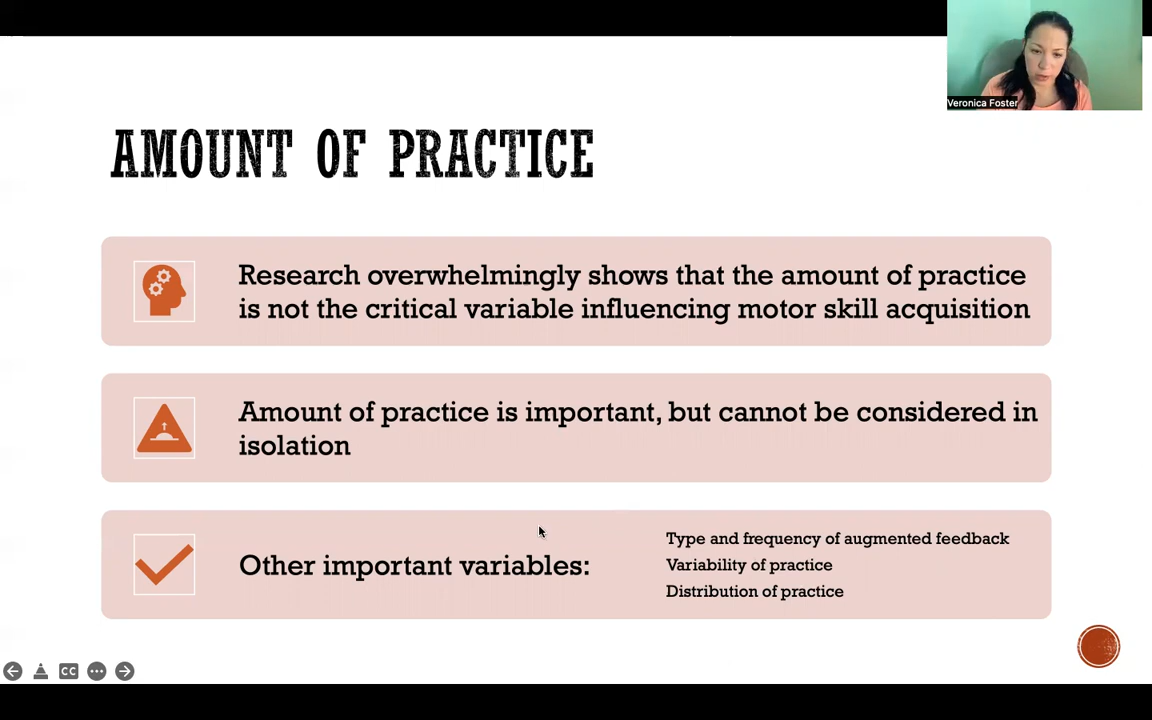 Veronica Foster
AMOUNT OF PRACTICE
Research overwhelmingly shows that the amount of practice
is not the critical variable influencing motor skill acquisition
Amount of practice is important, but cannot be considered in
isolation
Other important variables:
Type and frequency of augmented feedback
Variability of practice
Distribution of practice
CC